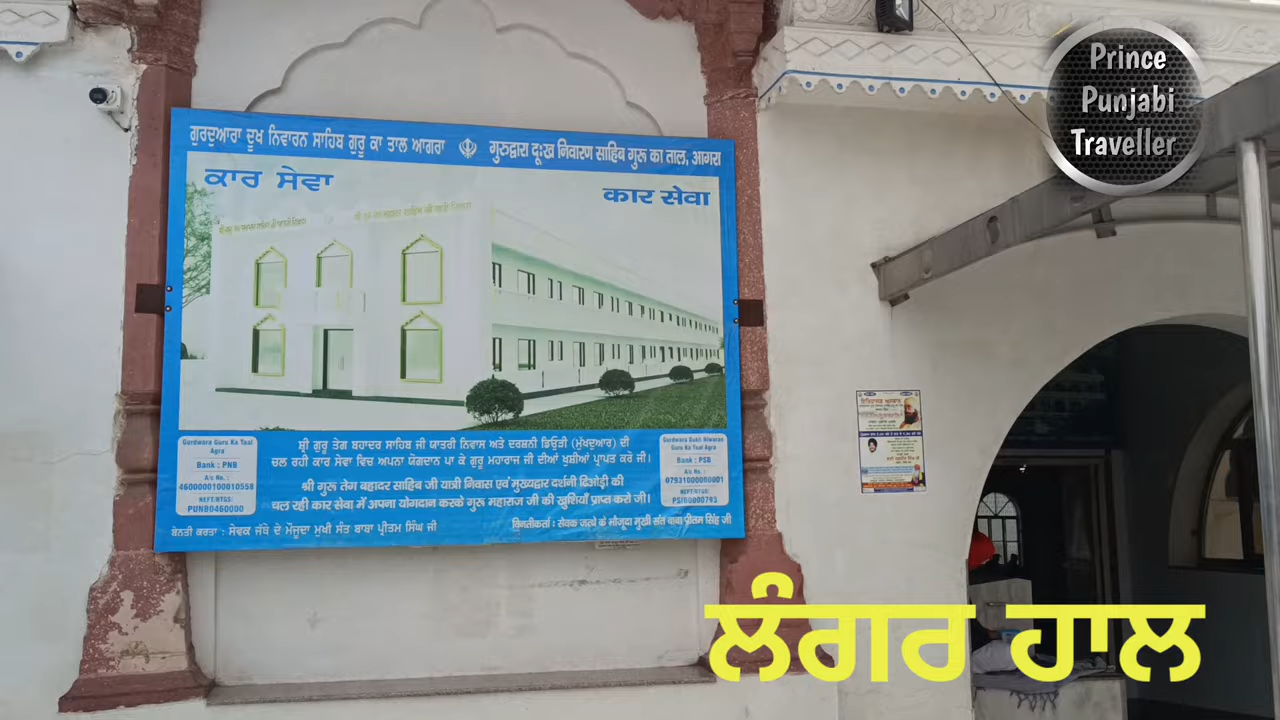 ਗੁਰਦੁਆਰਾ ਦੂਖ ਨਿਵਾਰਨ ਸਾਹਿਬ ਗੁਰੂ ਕਾ ਤਾਲ ਆਗਰਾ
गुरुद्वारा दुःख निवारण साहिब गुरू का ताल, आगरा
ਕਾਰ ਸੇਵਾ
कार सेवा
Gurdwara Guru Ka Taal
Agra
Bank : PNB
A/c No. :
4600000100010558
NEFT/RTGS:
PUNB0460000
ਸ਼੍ਰੀ ਗੁਰੂ ਤੇਗ ਬਹਾਦਰ ਸਾਹਿਬ ਜੀ ਯਾਤਰੀ ਨਿਵਾਸ ਅਤੇ ਦਰਸ਼ਨੀ ਡਿਓੜੀ (ਮੁੱਖਦੁਆਰ) ਦੀ
ਚਲ ਰਹੀ ਕਾਰ ਸੇਵਾ ਵਿਚ ਅਪਨਾ ਯੋਗਦਾਨ ਪਾ ਕੇ ਗੁਰੂ ਮਹਾਰਾਜ ਜੀ ਦੀਆਂ ਖੁਸ਼ੀਆਂ ਪ੍ਰਾਪਤ ਕਰੋ ਜੀ।
श्री गुरू तेग बहादर साहिब जी यात्री निवास एवं मुख्यद्वार दर्शनी ढिओड़ी की
चल रही कार सेवा में अपना योगदान करके गुरू महाराज जी की खुशियाँ प्राप्त करो जी।
Gurdwara Dukh Niwaran
Guru Ka Taal Agra
Bank : PSB
A/c No. :
07931000000001
NEFT/RTGS:
PSIB0000793
ਬੇਨਤੀ ਕਰਤਾ : ਸੇਵਕ ਜੱਥੇ ਦੇ ਮੌਜੂਦਾ ਮੁਖੀ ਸੰਤ ਬਾਬਾ ਪ੍ਰੀਤਮ ਸਿੰਘ ਜੀ
विनतीकर्ता : सेवक जत्थे के मौजूदा मुखी संत बाबा प्रीतम सिंह जी
Prince
Punjabi
Traveller
ਲੰਗਰ ਹਾਲ